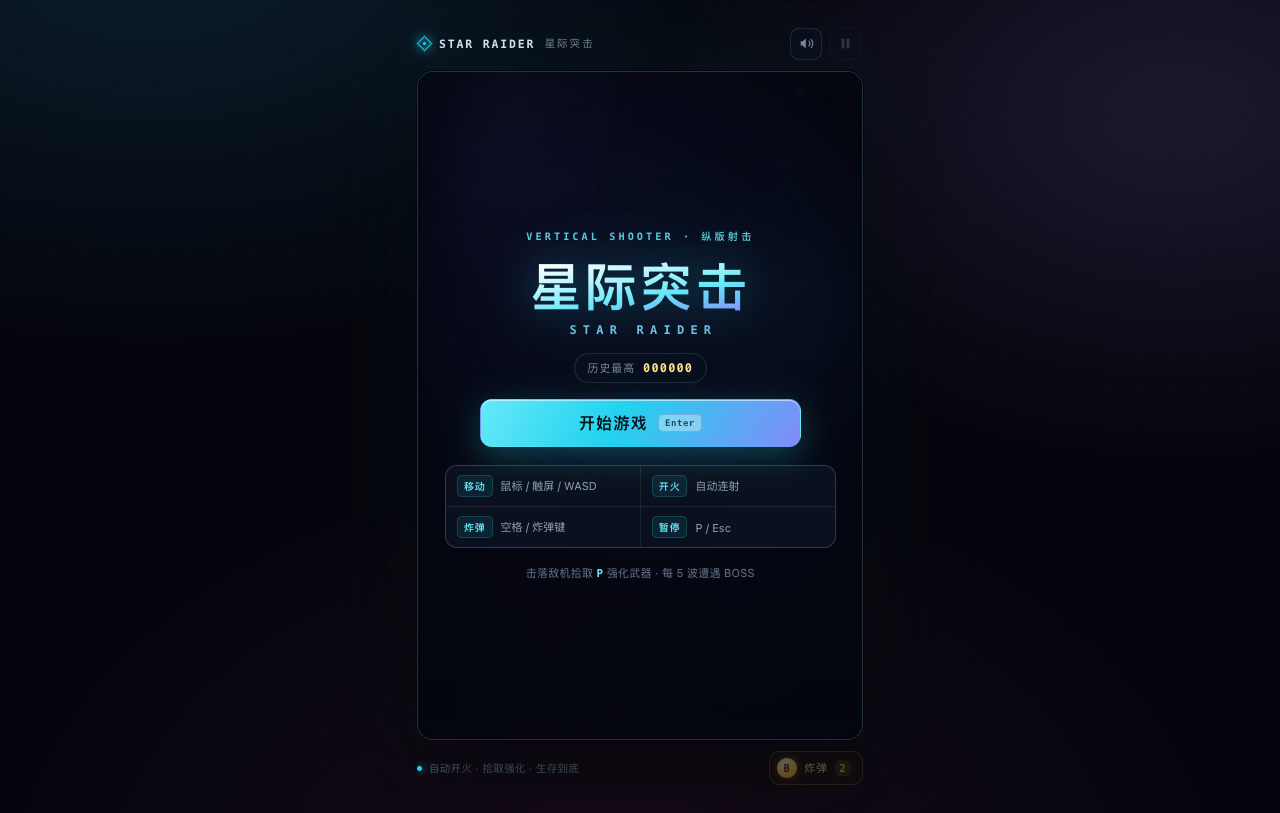 STAR RAIDER 星际突击
VERTICAL SHOOTER · 纵版射击
星际突击
STAR RAIDER
历史最高 000000
开始游戏 Enter
移动 鼠标 / 触屏 / WASD 开火 自动连射
炸弹 空格 / 炸弹键 暂停 P / Esc
击落敌机拾取 P 强化武器 · 每 5 波遭遇 BOSS
自动开火 · 拾取强化 · 生存到底 B 炸弹 2